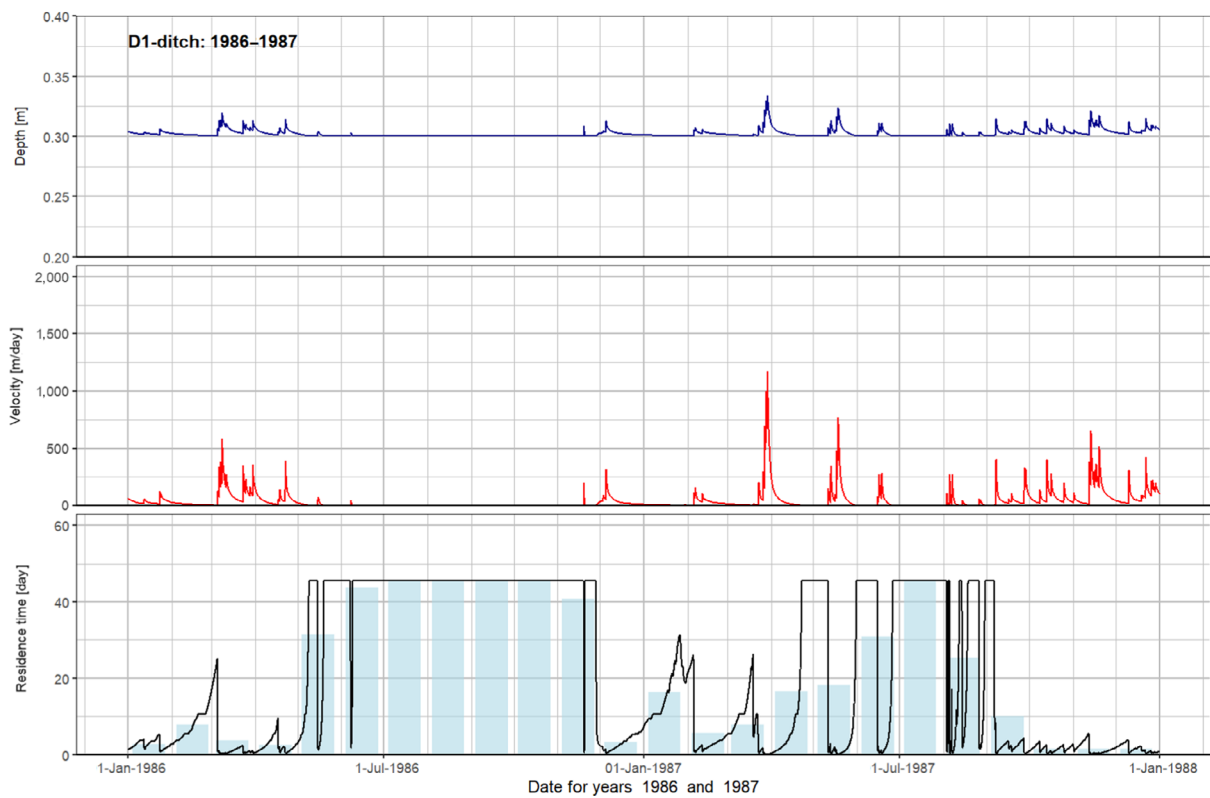 D1-ditch: 1986–1987
Depth [m]
0.40
0.35
0.30
0.25
0.20
Velocity [m/day]
2,000
1,500
1,000
500
0
Residence time [day]
60
40
20
0
1-Jan-1986
1-Jul-1986
01-Jan-1987
1-Jul-1987
1-Jan-1988
Date for years 1986 and 1987